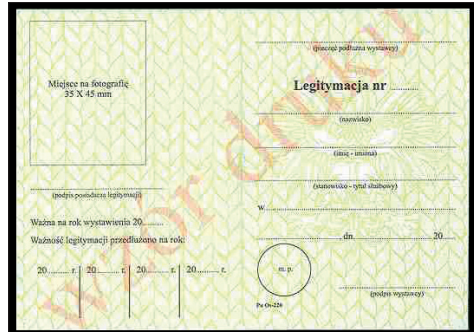 Miejsce na fotografię
35 X 45 mm
(podpis posiadacza legitymacji)
Ważna na rok wystawienia 20........
Ważność legitymacji przedłużono na rok:
20........ r. 20........ r. 20........ r. 20........ r.
(pieczęć podłużna wystawcy)
Legitymacja nr ..........
(nazwisko)
(imię - imiona)
(stanowisko - tytuł służbowy)
w
dn. 20
m. p.
(podpis wystawcy)
Pu Os-220
wzór druku